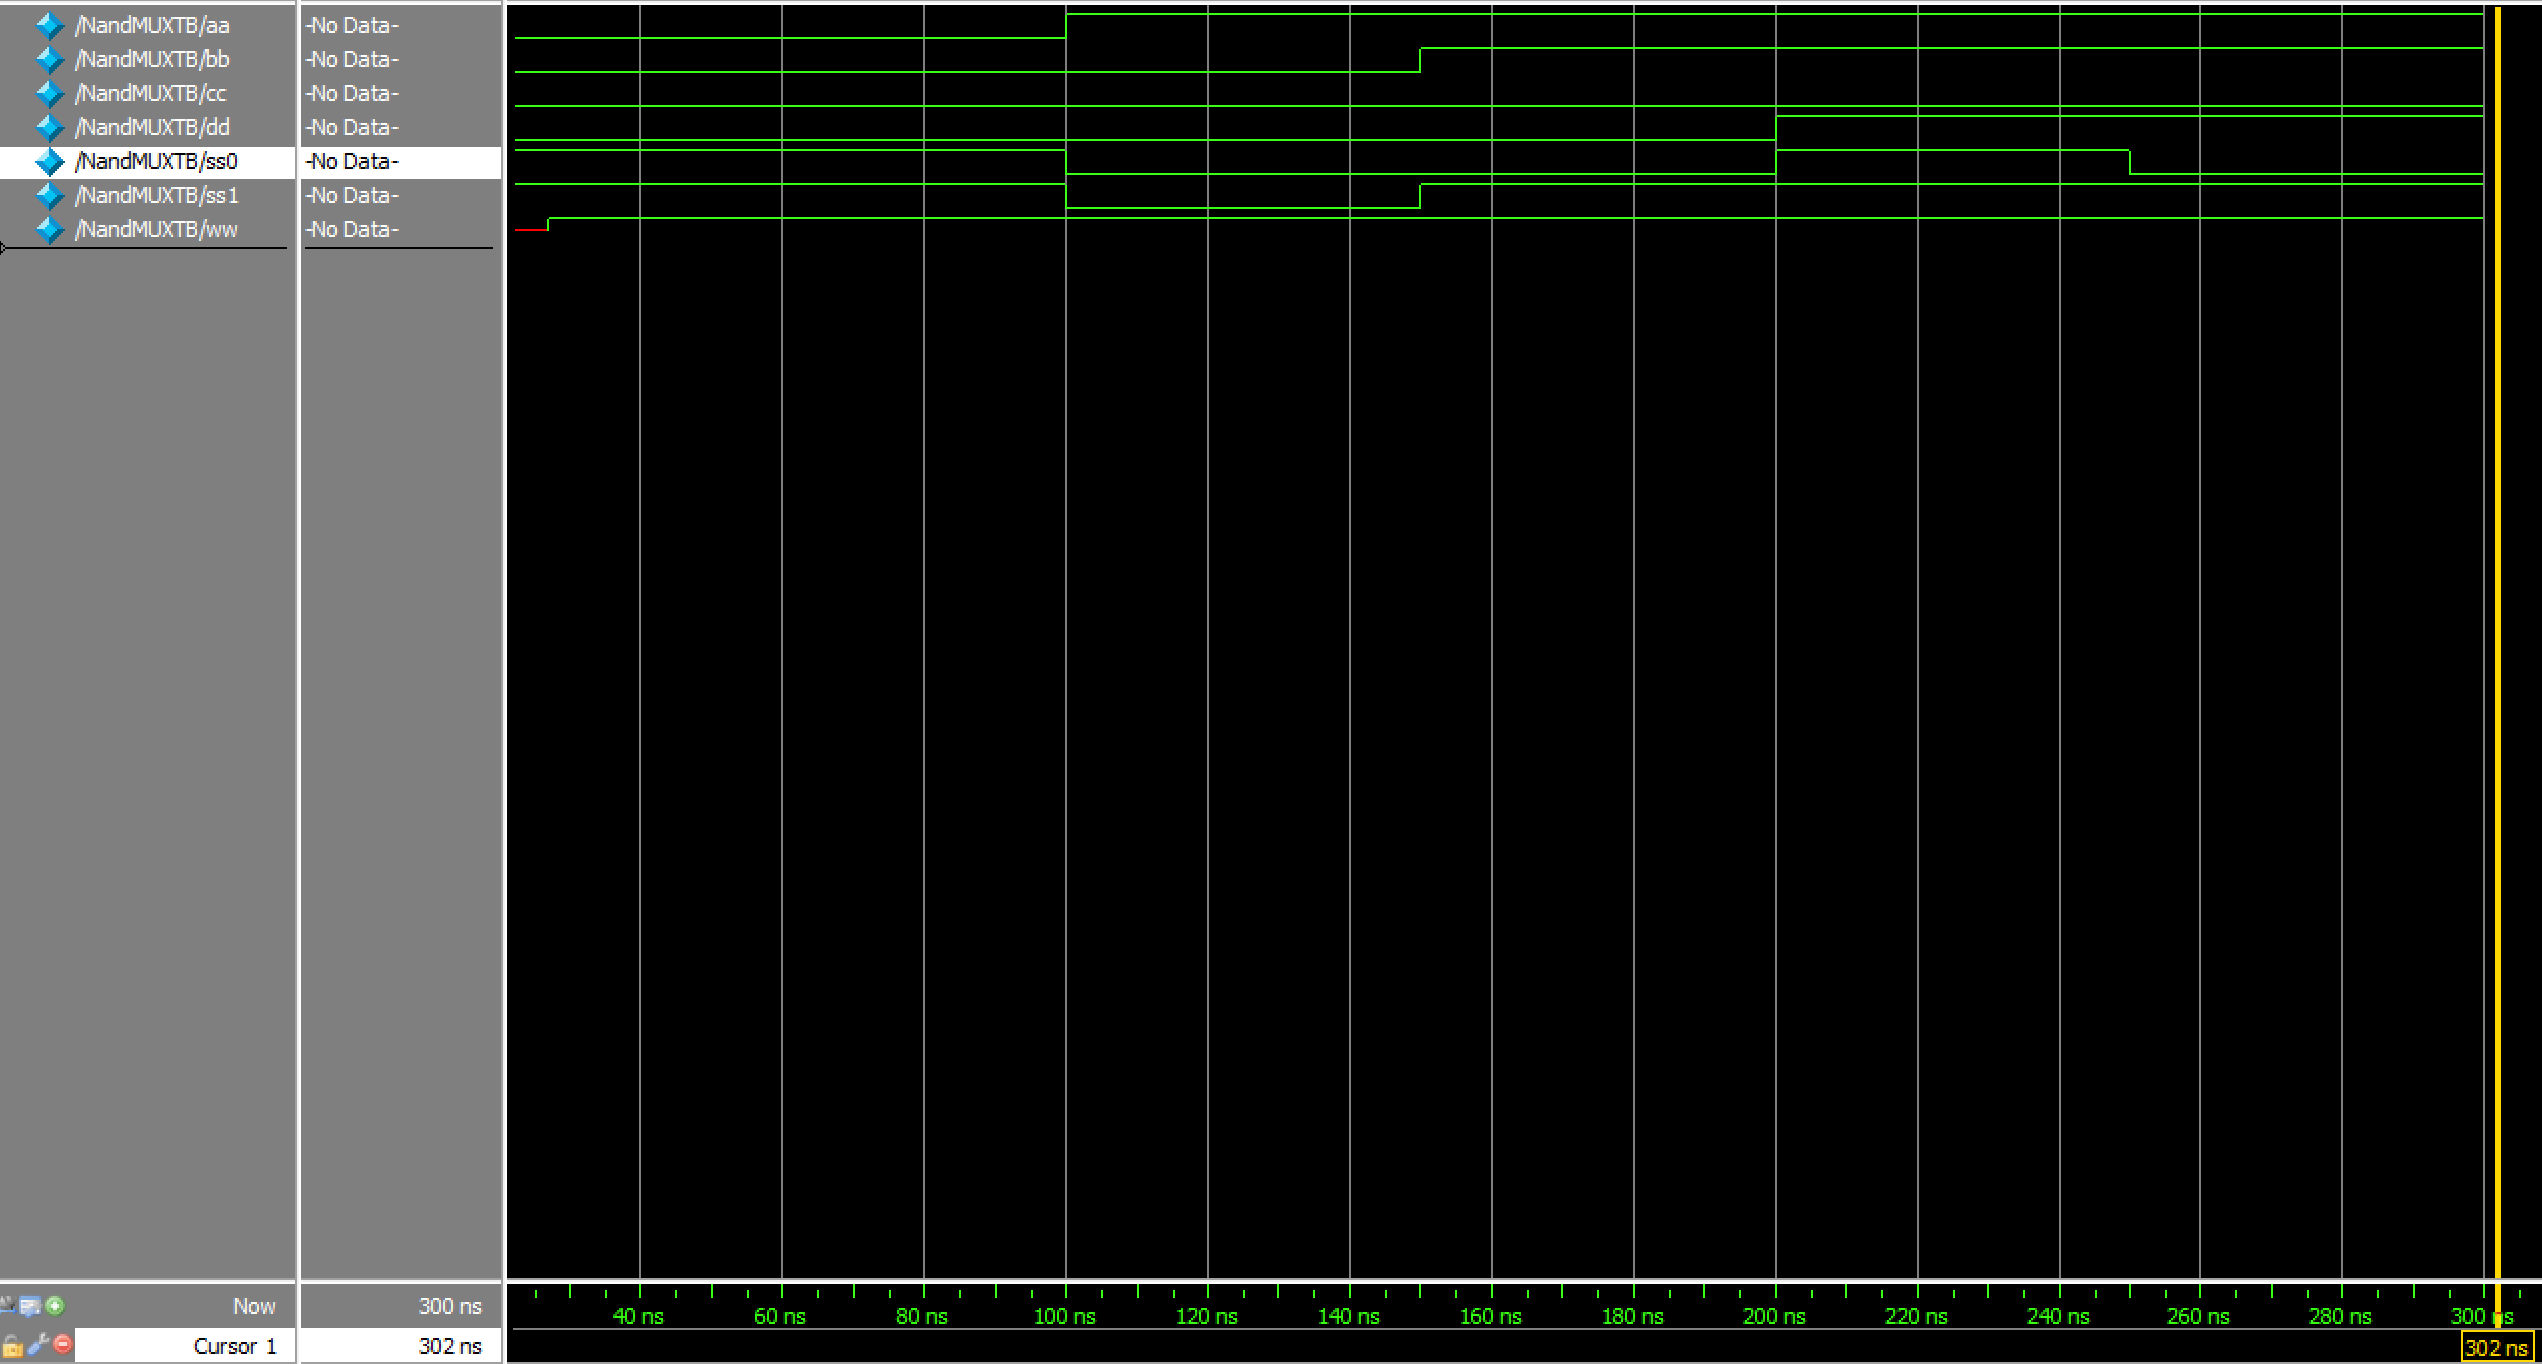 /NandMUXTB/aa -No Data-
/NandMUXTB/bb -No Data-
/NandMUXTB/cc -No Data-
/NandMUXTB/dd -No Data-
/NandMUXTB/ss0 -No Data-
/NandMUXTB/ss1 -No Data-
/NandMUXTB/ww -No Data-
Now 300 ns
40 ns 60 ns 80 ns 100 ns 120 ns 140 ns 160 ns 180 ns 200 ns 220 ns 240 ns 260 ns 280 ns 300 ns
Cursor 1 302 ns
302 ns